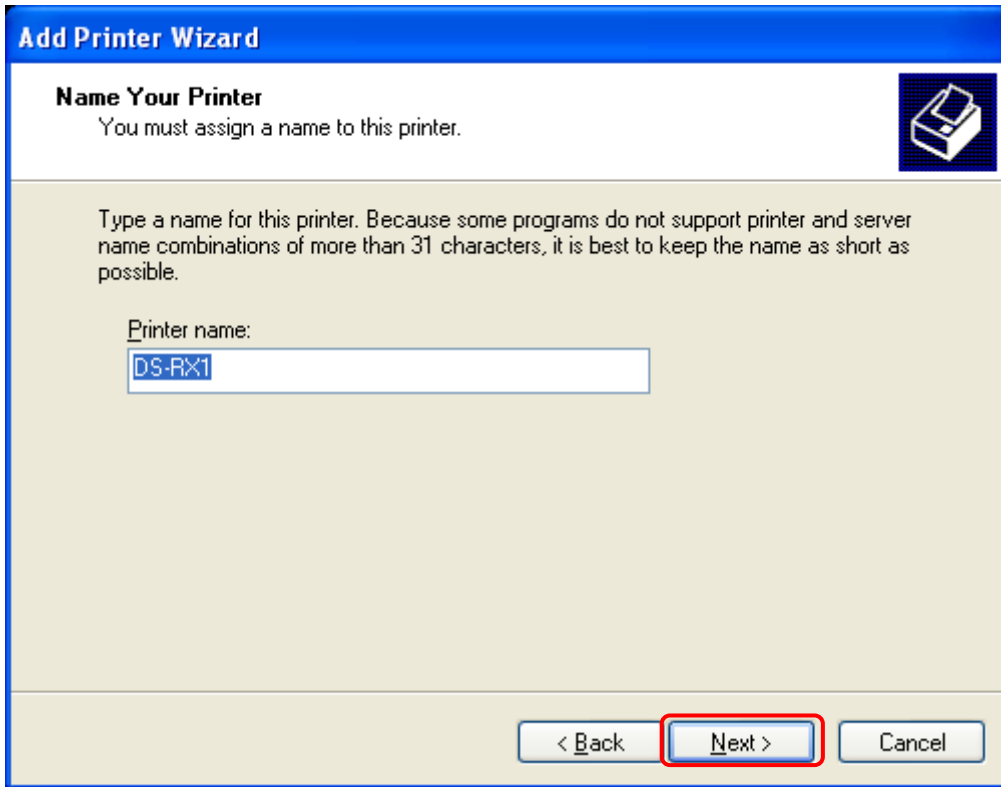 Add Printer Wizard
Name Your Printer
You must assign a name to this printer.
Type a name for this printer. Because some programs do not support printer and server
name combinations of more than 31 characters, it is best to keep the name as short as
possible.
Printer name:
DS-RX1
< Back Next > Cancel